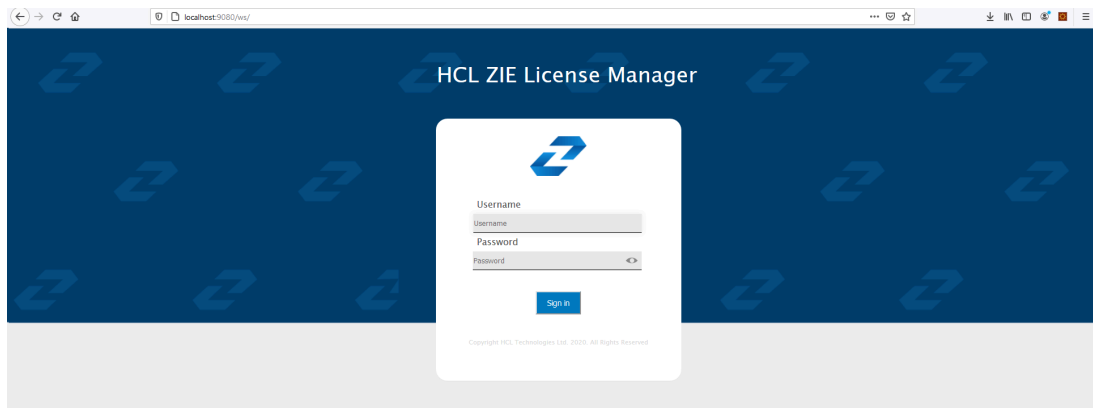 localhost:9080/ws/
HCL ZIE License Manager
Username
Username
Password
Password
Sign in
Copyright HCL Technologies Ltd. 2020. All Rights Reserved